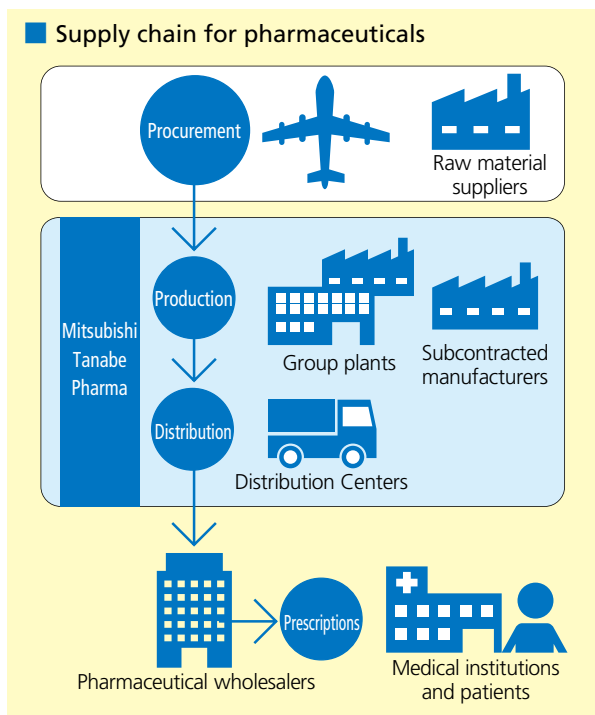 Supply chain for pharmaceuticals
Procurement
Raw material
suppliers
Mitsubishi
Tanabe
Pharma
Production
Group plants
Subcontracted
manufacturers
Distribution
Distribution Centers
Pharmaceutical wholesalers
Prescriptions
Medical institutions
and patients